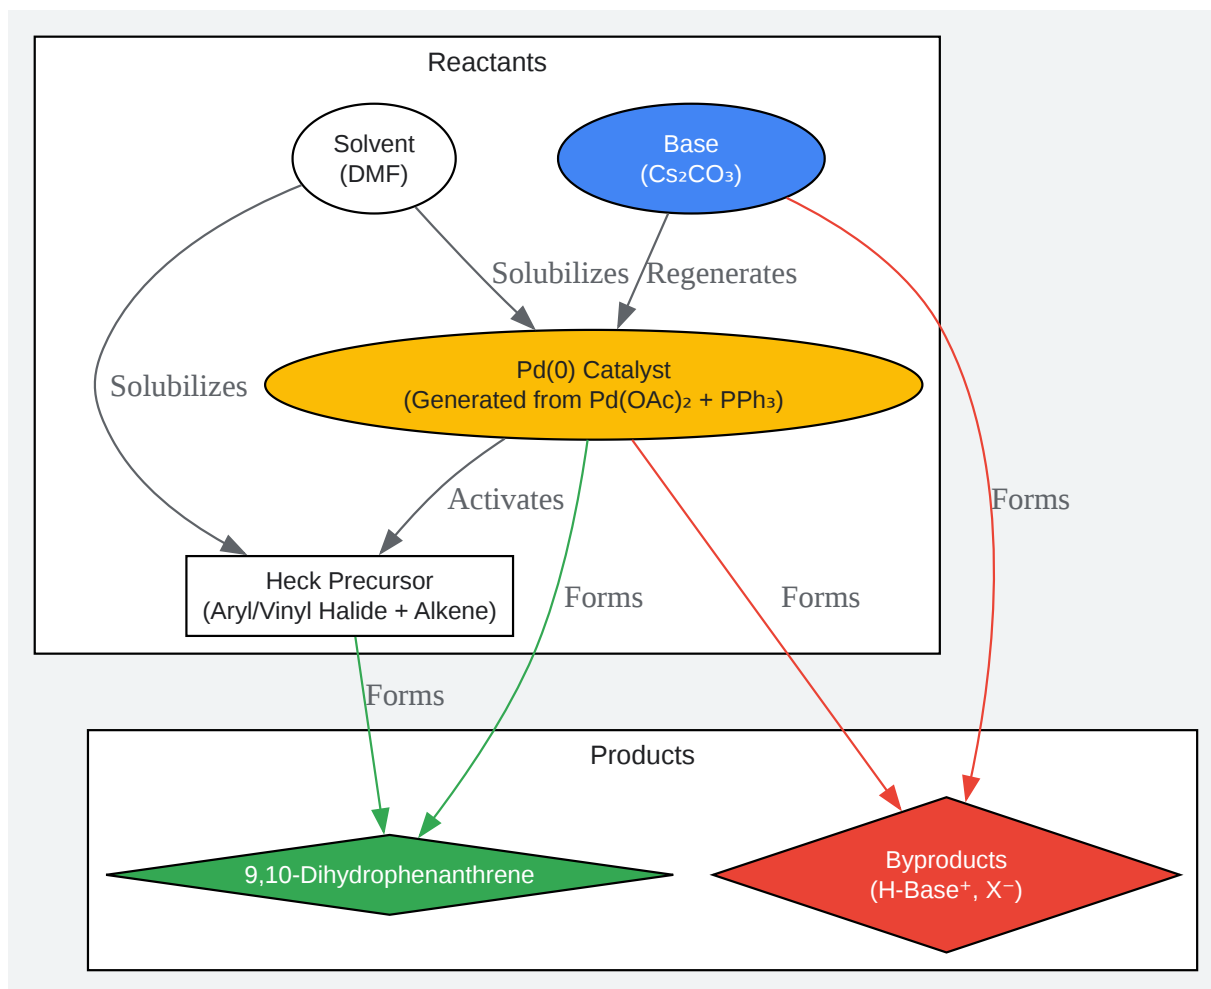 Reactants
Solvent
(DMF)
Base
(Cs₂CO₃)
Solubilizes
Regenerates
Pd(0) Catalyst
(Generated from Pd(OAc)₂ + PPh₃)
Solubilizes
Activates
Forms
Heck Precursor
(Aryl/Vinyl Halide + Alkene)
Forms
Forms
Forms
Products
9,10-Dihydrophenanthrene
Byproducts
(H-Base⁺, X⁻)